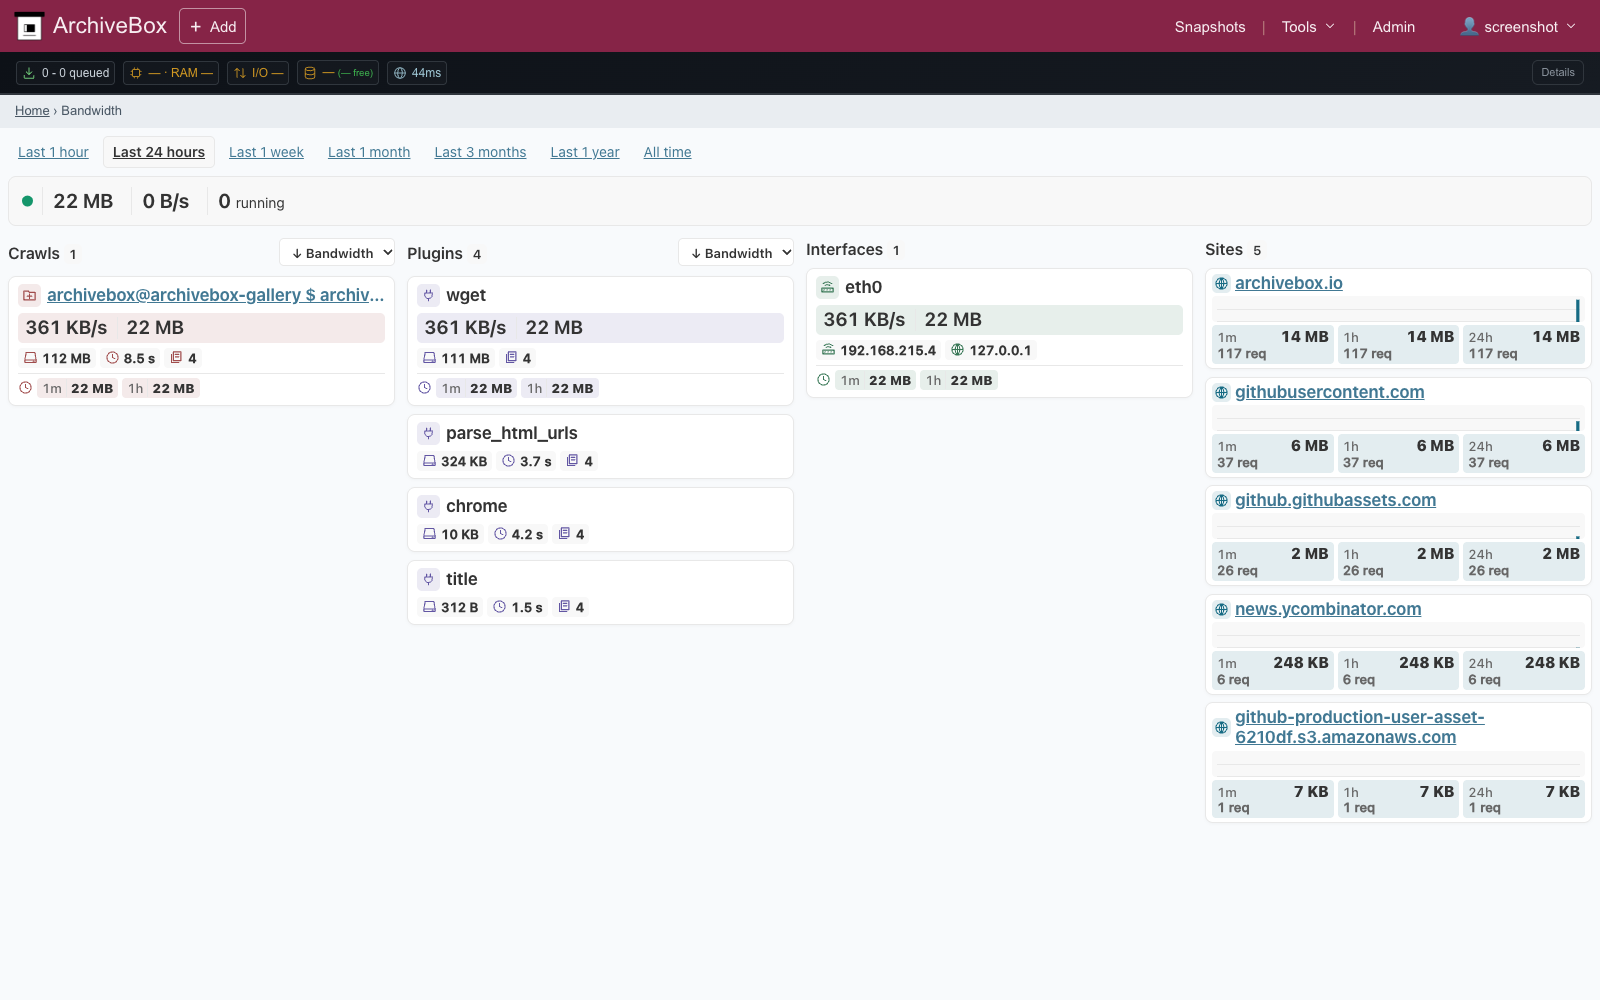 ArchiveBox
+ Add
Snapshots | Tools | Admin
screenshot
0 - 0 queued
— · RAM —
I/O —
— (— free)
44ms
Details
Home › Bandwidth
Last 1 hour
Last 24 hours
Last 1 week
Last 1 month
Last 3 months
Last 1 year
All time
22 MB
0 B/s
0 running
Crawls 1
↓ Bandwidth
archivebox@archivebox-gallery $ archiv...
361 KB/s 22 MB
112 MB 8.5 s 4
1m 22 MB 1h 22 MB
Plugins 4
↓ Bandwidth
wget
361 KB/s 22 MB
111 MB 4
1m 22 MB 1h 22 MB
parse_html_urls
324 KB 3.7 s 4
chrome
10 KB 4.2 s 4
title
312 B 1.5 s 4
Interfaces 1
eth0
361 KB/s 22 MB
192.168.215.4 127.0.0.1
1m 22 MB 1h 22 MB
Sites 5
archivebox.io
1m 14 MB 1h 14 MB 24h 14 MB
117 req 117 req 117 req
githubusercontent.com
1m 6 MB 1h 6 MB 24h 6 MB
37 req 37 req 37 req
github.githubassets.com
1m 2 MB 1h 2 MB 24h 2 MB
26 req 26 req 26 req
news.ycombinator.com
1m 248 KB 1h 248 KB 24h 248 KB
6 req 6 req 6 req
github-production-user-asset-
6210df.s3.amazonaws.com
1m 7 KB 1h 7 KB 24h 7 KB
1 req 1 req 1 req